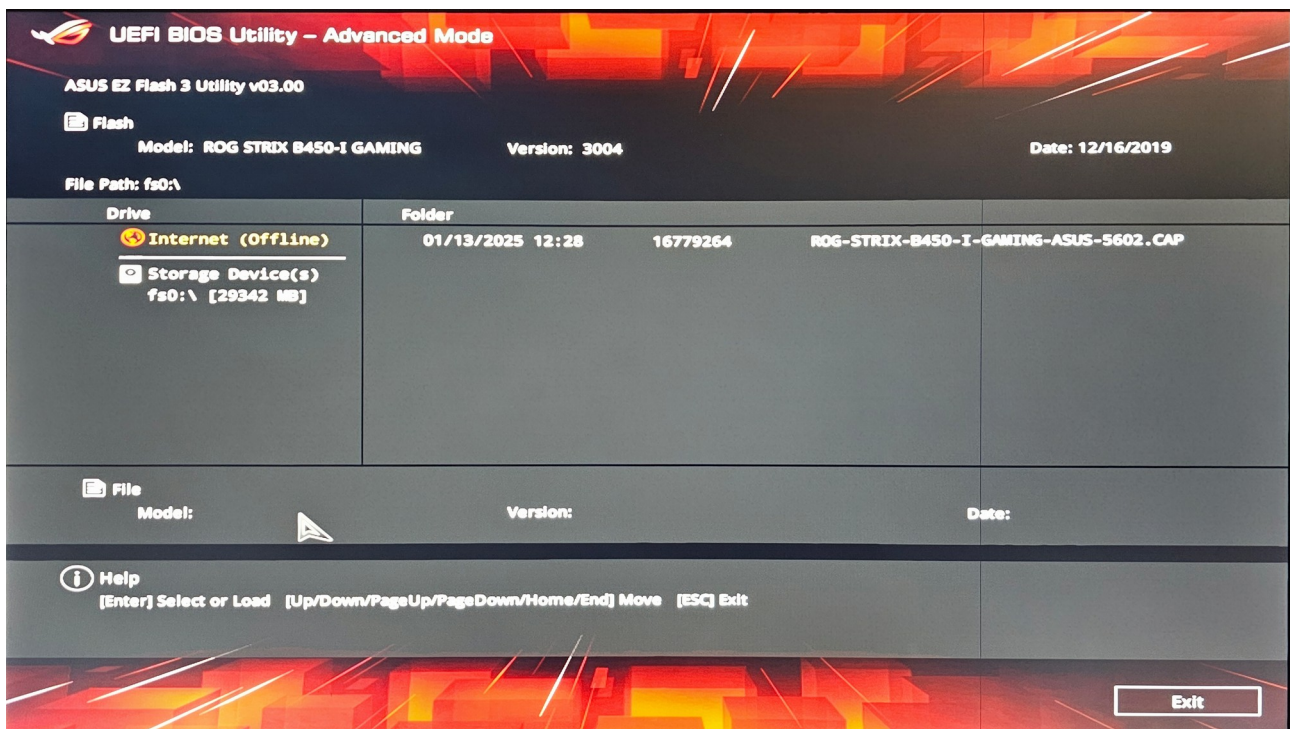 UEFI BIOS Utility – Advanced Mode
ASUS EZ Flash 3 Utility v03.00
Flash
Model: ROG STRIX B450-I GAMING Version: 3004 Date: 12/16/2019
File Path: fs0:\
Drive Folder
Internet (Offline) 01/13/2025 12:28 16779264 ROG-STRIX-B450-I-GAMING-ASUS-5602.CAP
Storage Device(s)
fs0:\ [29342 MB]
File
Model: Version: Date:
Help
[Enter] Select or Load [Up/Down/PageUp/PageDown/Home/End] Move [ESC] Exit
Exit